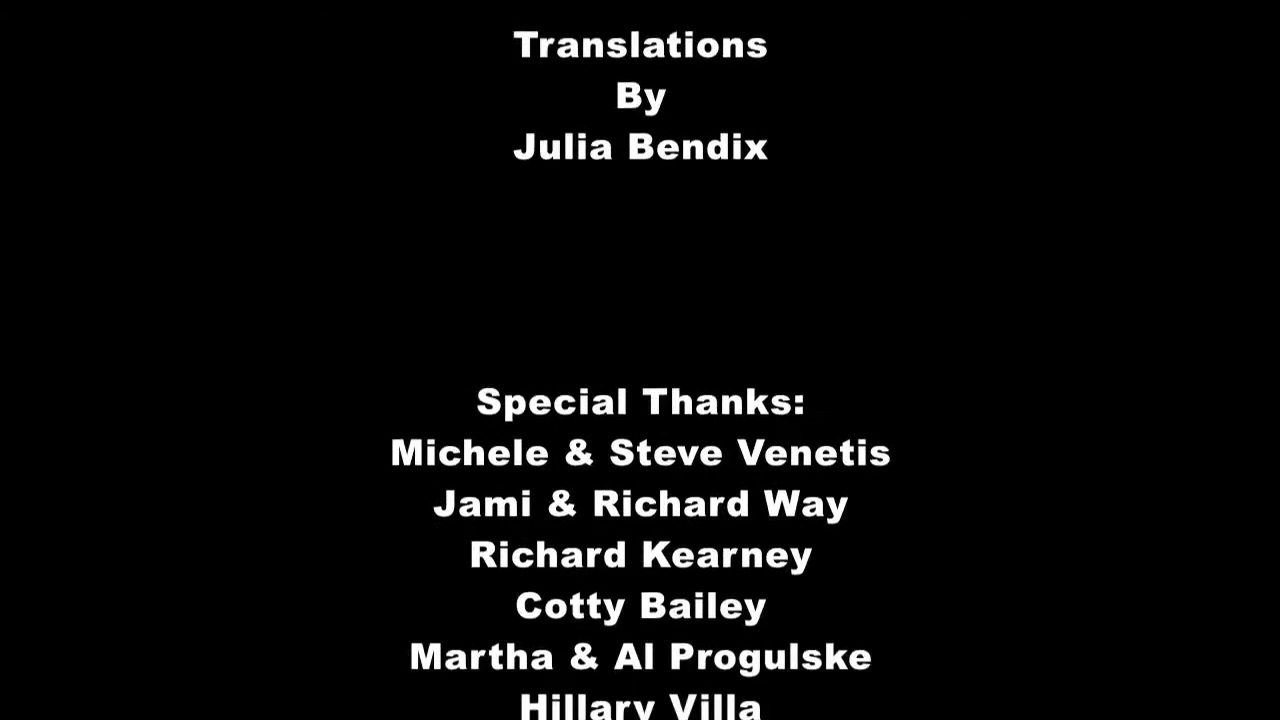 Translations
By
Julia Bendix
Special Thanks:
Michele & Steve Venetis
Jami & Richard Way
Richard Kearney
Cotty Bailey
Martha & Al Progulske
Hillary Villa